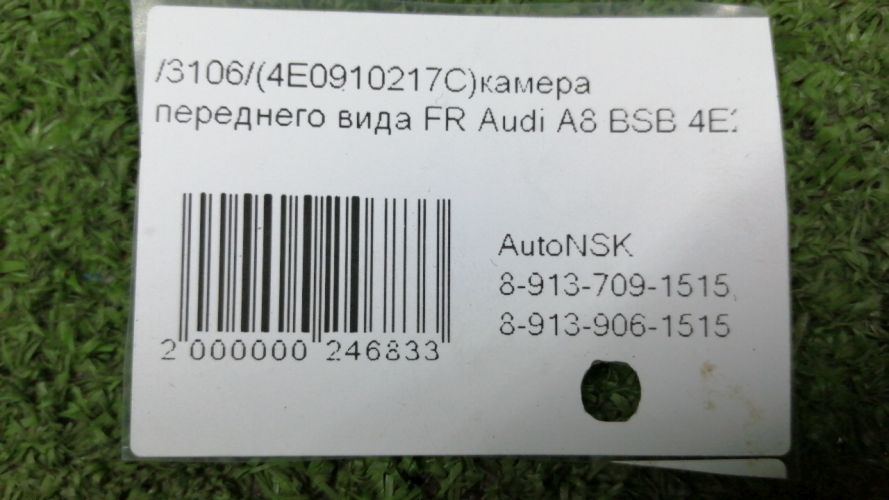 /3106/(4E0910217C)камера
переднего вида FR Audi A8 BSB 4E2
AutoNSK
8-913-709-1515,
8-913-906-1515
2 000000 246833